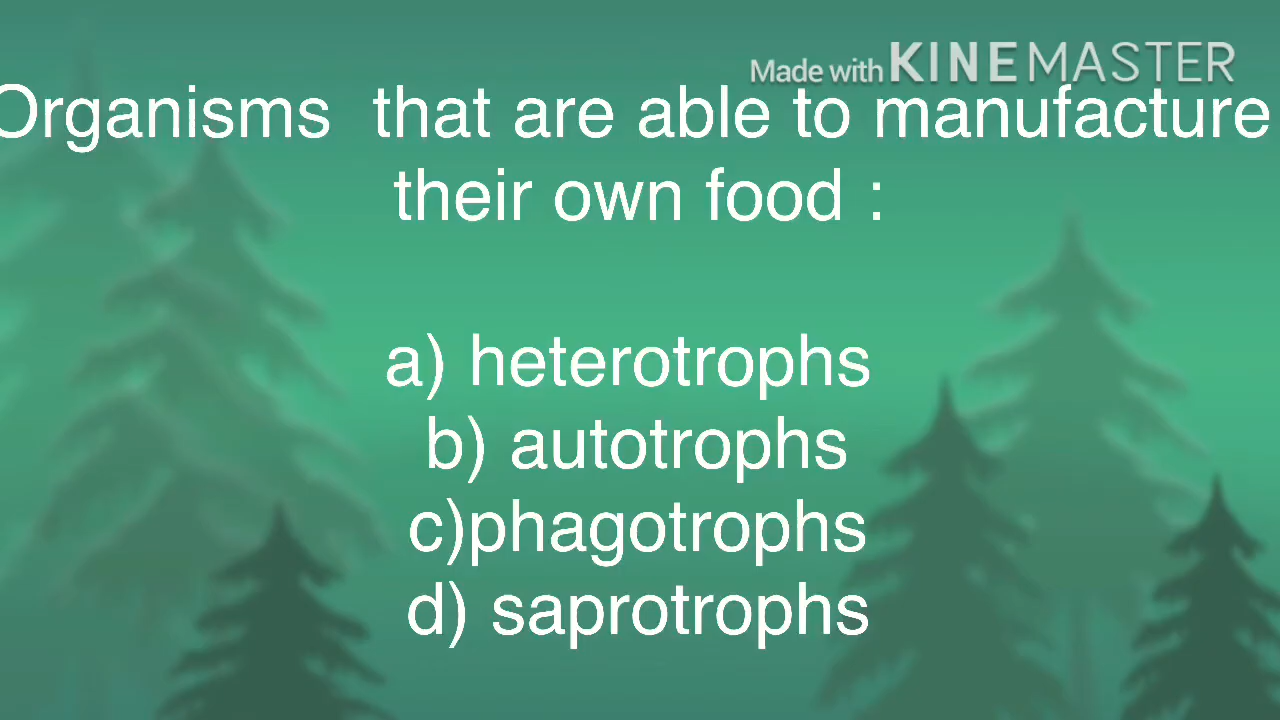 Made with KINEMASTER
Organisms that are able to manufacture
their own food :
a) heterotrophs
b) autotrophs
c)phagotrophs
d) saprotrophs